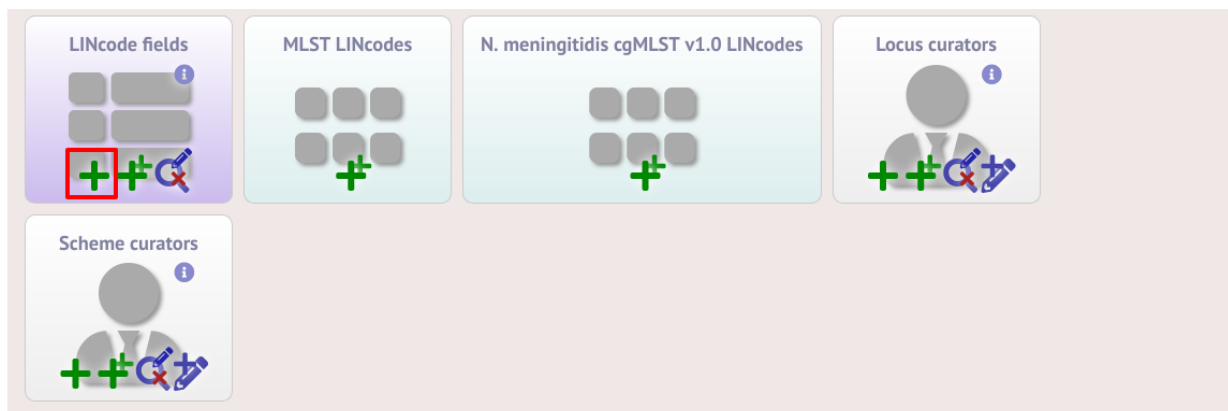 LINcode fields
MLST LINcodes
N. meningitidis cgMLST v1.0 LINcodes
Locus curators
Scheme curators